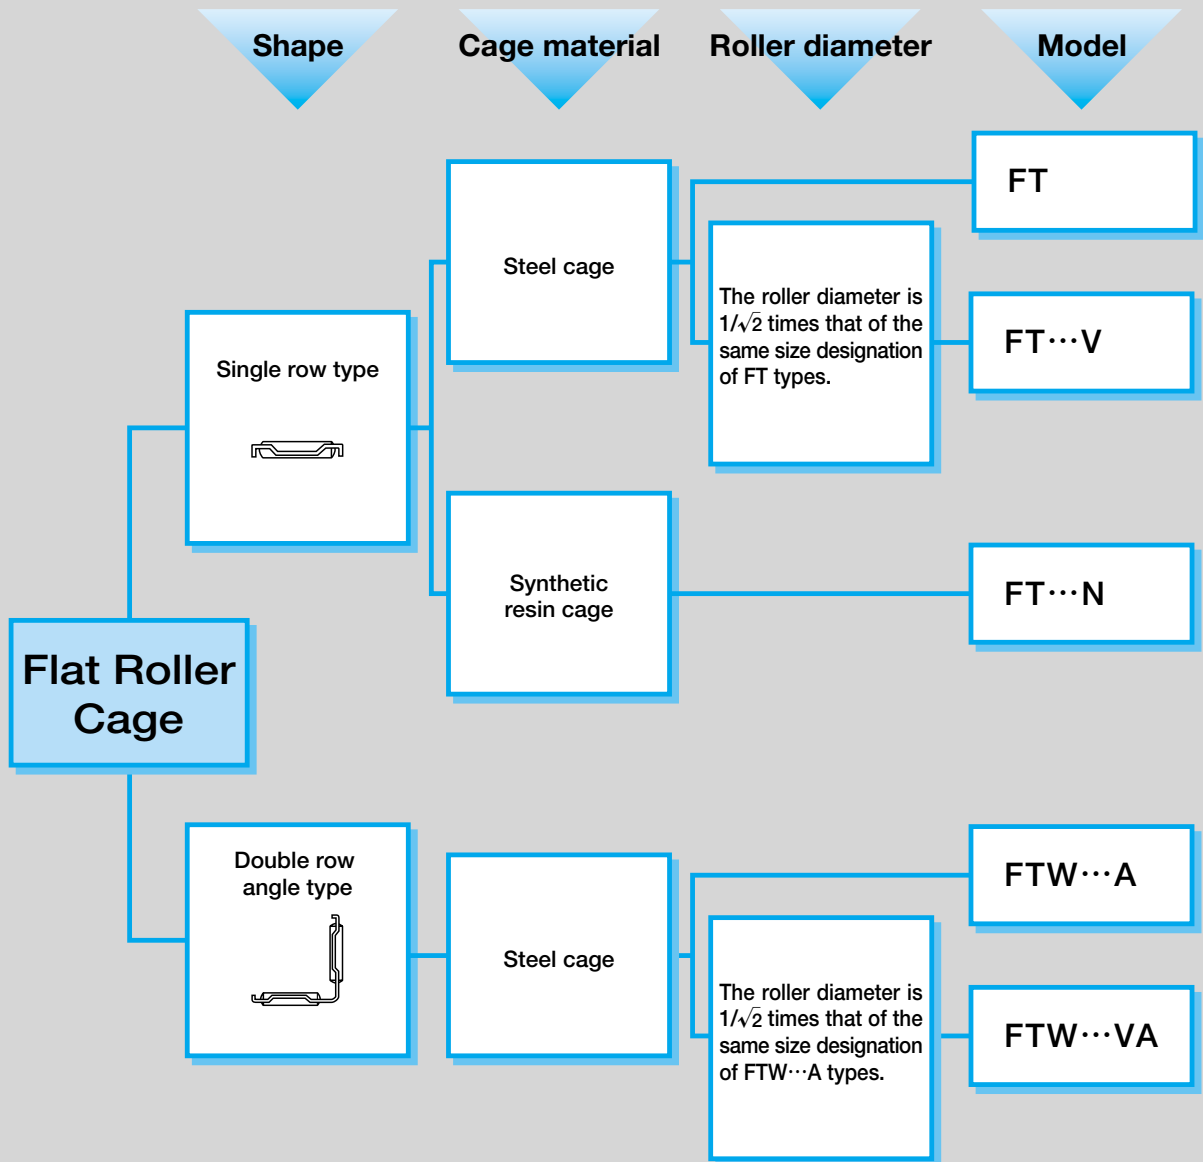 Shape
Cage material
Roller diameter
Model
Flat Roller
Cage
Single row type
Steel cage
FT
The roller diameter is
1/√2 times that of the
same size designation
of FT types.
FT⋯V
Synthetic
resin cage
FT⋯N
Double row
angle type
Steel cage
FTW⋯A
The roller diameter is
1/√2 times that of the
same size designation
of FTW⋯A types.
FTW⋯VA